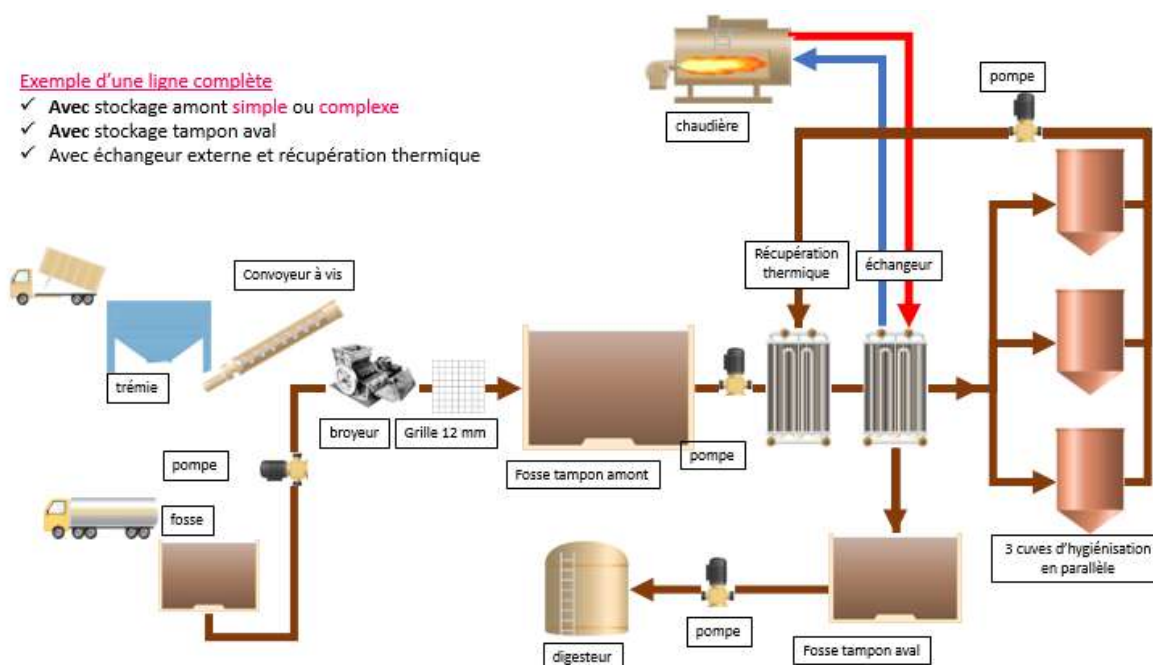 Exemple d'une ligne complète
✓ Avec stockage amont simple ou complexe
✓ Avec stockage tampon aval
✓ Avec échangeur externe et récupération thermique
chaudière
pompe
Récupération
thermique
échangeur
Convoyeur à vis
trémie
broyeur
Grille 12 mm
pompe
Fosse tampon amont
pompe
fosse
3 cuves d'hygiénisation
en parallèle
digesteur
pompe
Fosse tampon aval